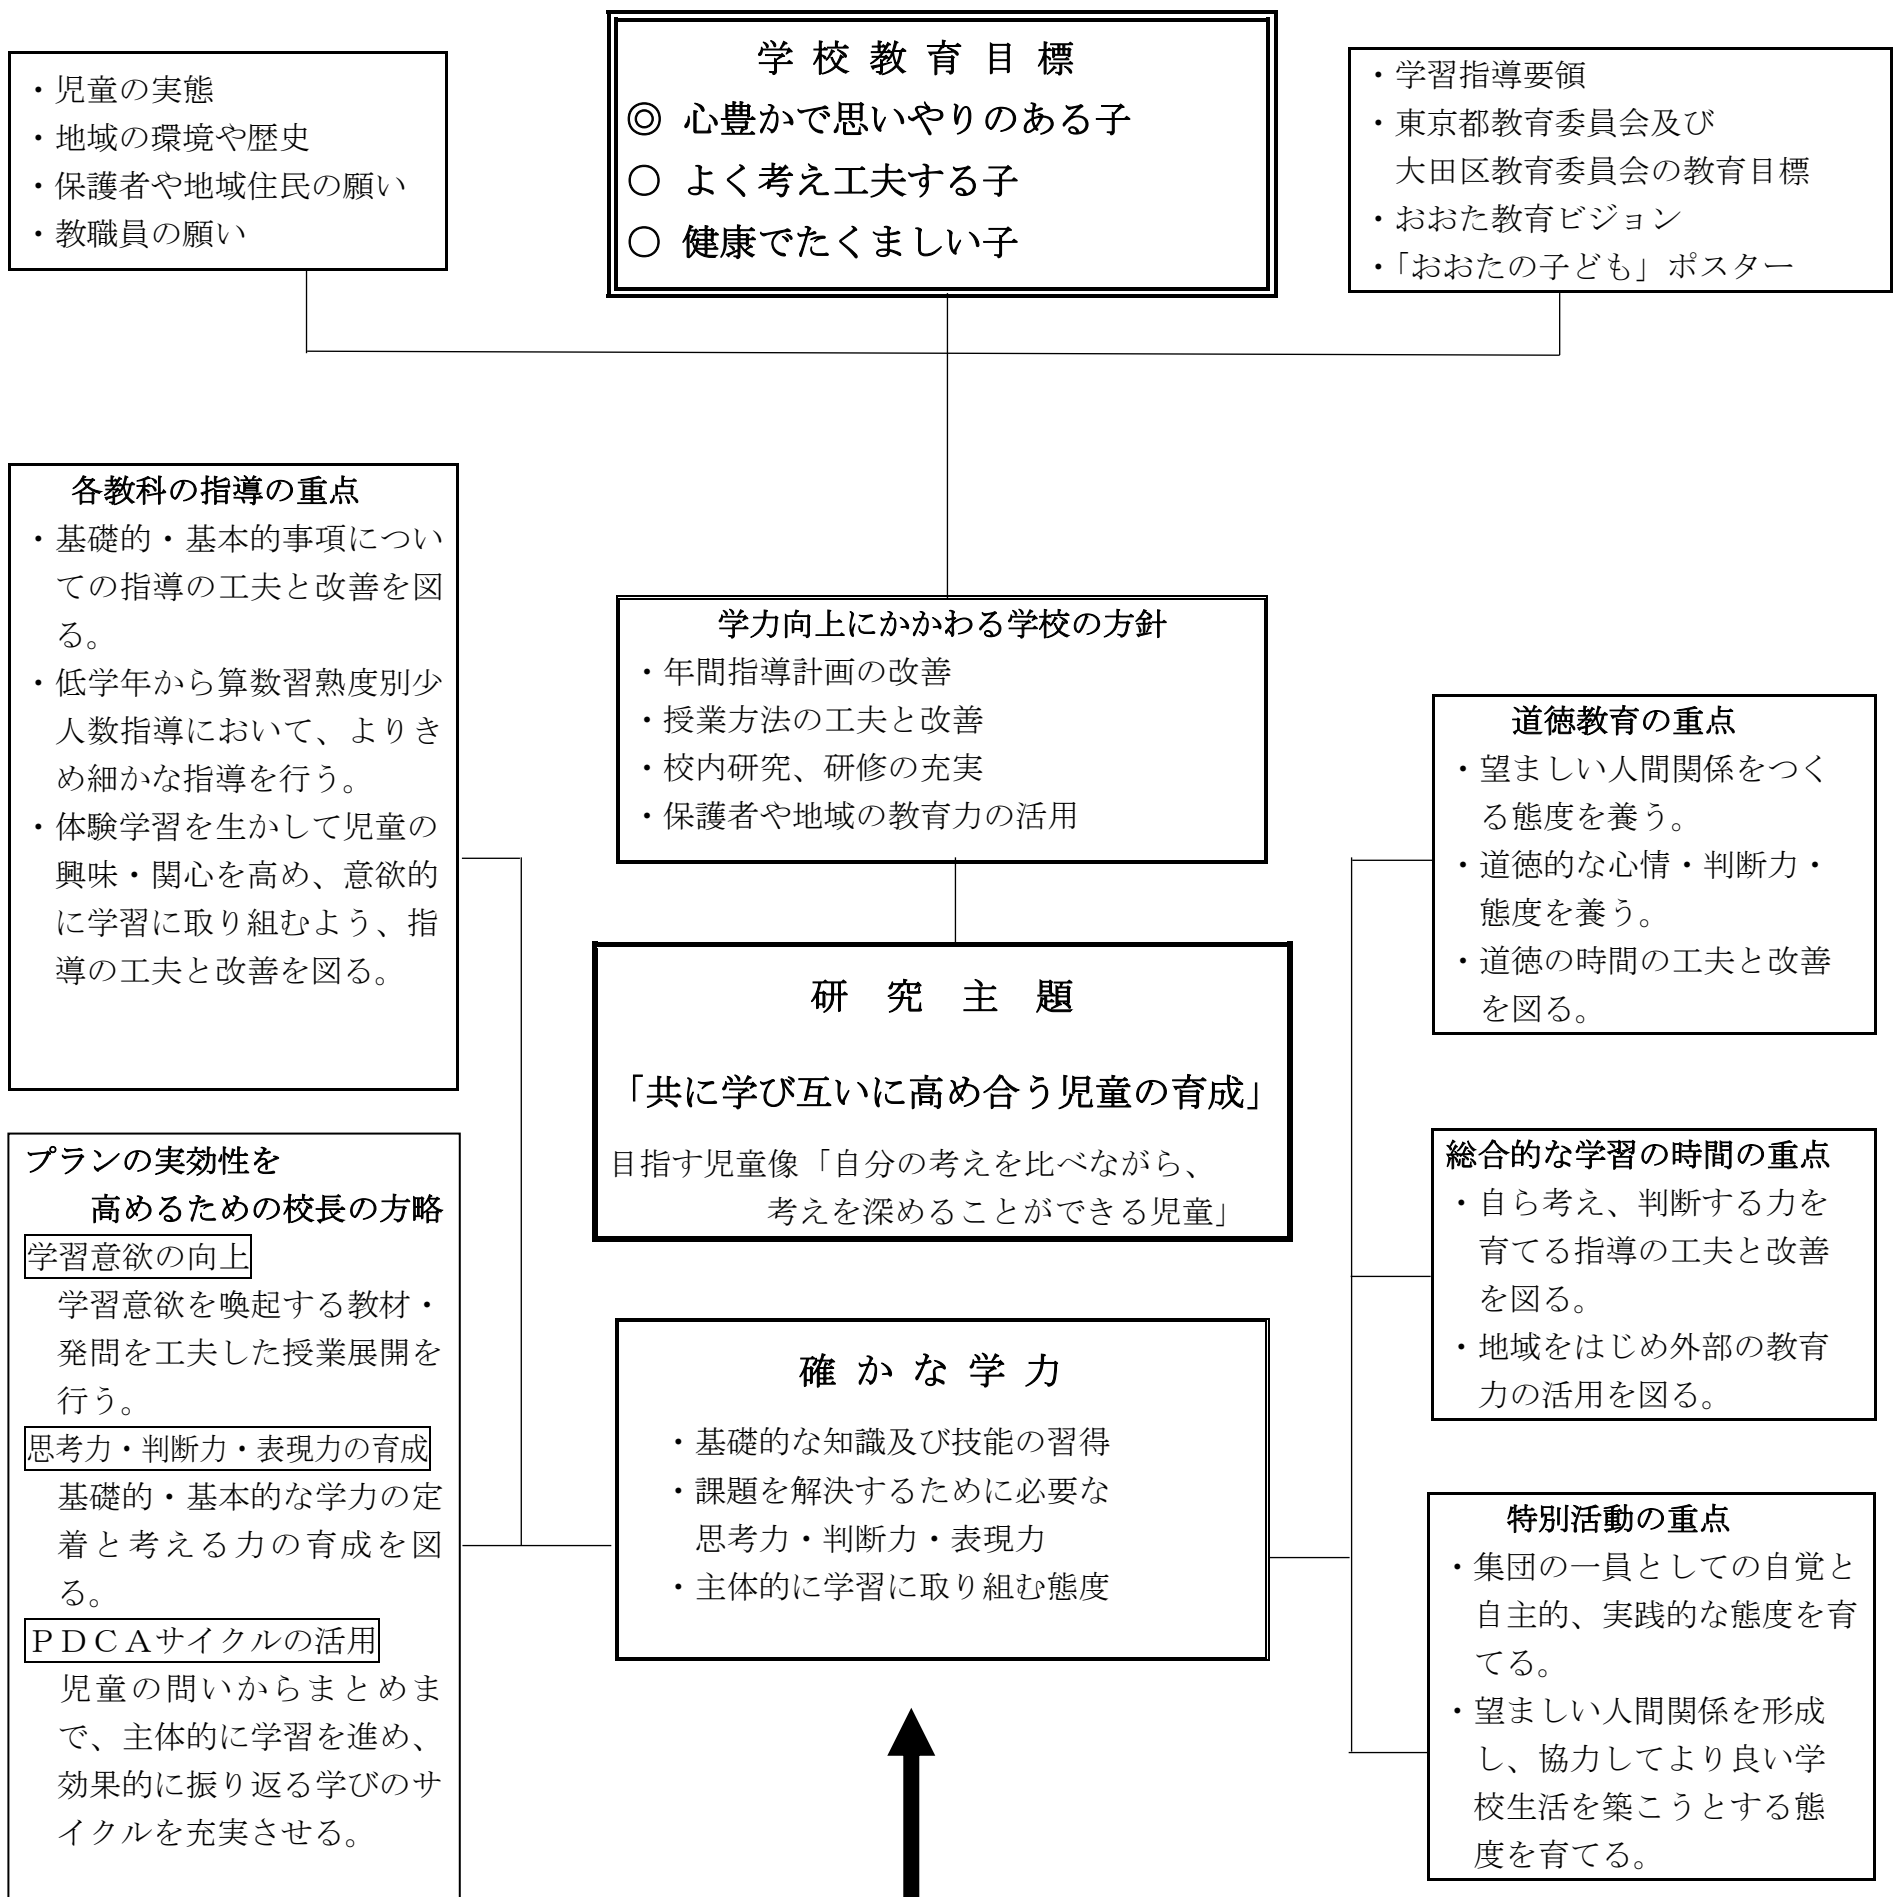 ・児童の実態
・地域の環境や歴史
・保護者や地域住民の願い
・教職員の願い
学校教育目標
◎ 心豊かで思いやりのある子
○ よく考え工夫する子
○ 健康でたくましい子
・学習指導要領
・東京都教育委員会及び
大田区教育委員会の教育目標
・おおた教育ビジョン
・「おおたの子ども」ポスター
各教科の指導の重点
・基礎的・基本的事項につい
ての指導の工夫と改善を図
る。
・低学年から算数習熟度別少
人数指導において、よりき
め細かな指導を行う。
・体験学習を生かして児童の
興味・関心を高め、意欲的
に学習に取り組むよう、指
導の工夫と改善を図る。
学力向上にかかわる学校の方針
・年間指導計画の改善
・授業方法の工夫と改善
・校内研究、研修の充実
・保護者や地域の教育力の活用
道徳教育の重点
・望ましい人間関係をつく
る態度を養う。
・道徳的な心情・判断力・
態度を養う。
・道徳の時間の工夫と改善
を図る。
研究主題
「共に学び互いに高め合う児童の育成」
目指す児童像「自分の考えを比べながら、
考えを深めることができる児童」
プランの実効性を
高めるための校長の方略
学習意欲の向上
学習意欲を喚起する教材・
発問を工夫した授業展開を
行う。
思考力・判断力・表現力の育成
基礎的・基本的な学力の定
着と考える力の育成を図
る。
ＰＤＣＡサイクルの活用
児童の問いからまとめま
で、主体的に学習を進め、
効果的に振り返る学びのサ
イクルを充実させる。
確かな学力
・基礎的な知識及び技能の習得
・課題を解決するために必要な
思考力・判断力・表現力
・主体的に学習に取り組む態度
総合的な学習の時間の重点
・自ら考え、判断する力を
育てる指導の工夫と改善
を図る。
・地域をはじめ外部の教育
力の活用を図る。
特別活動の重点
・集団の一員としての自覚と
自主的、実践的な態度を育
てる。
・望ましい人間関係を形成
し、協力してより良い学
校生活を築こうとする態
度を育てる。